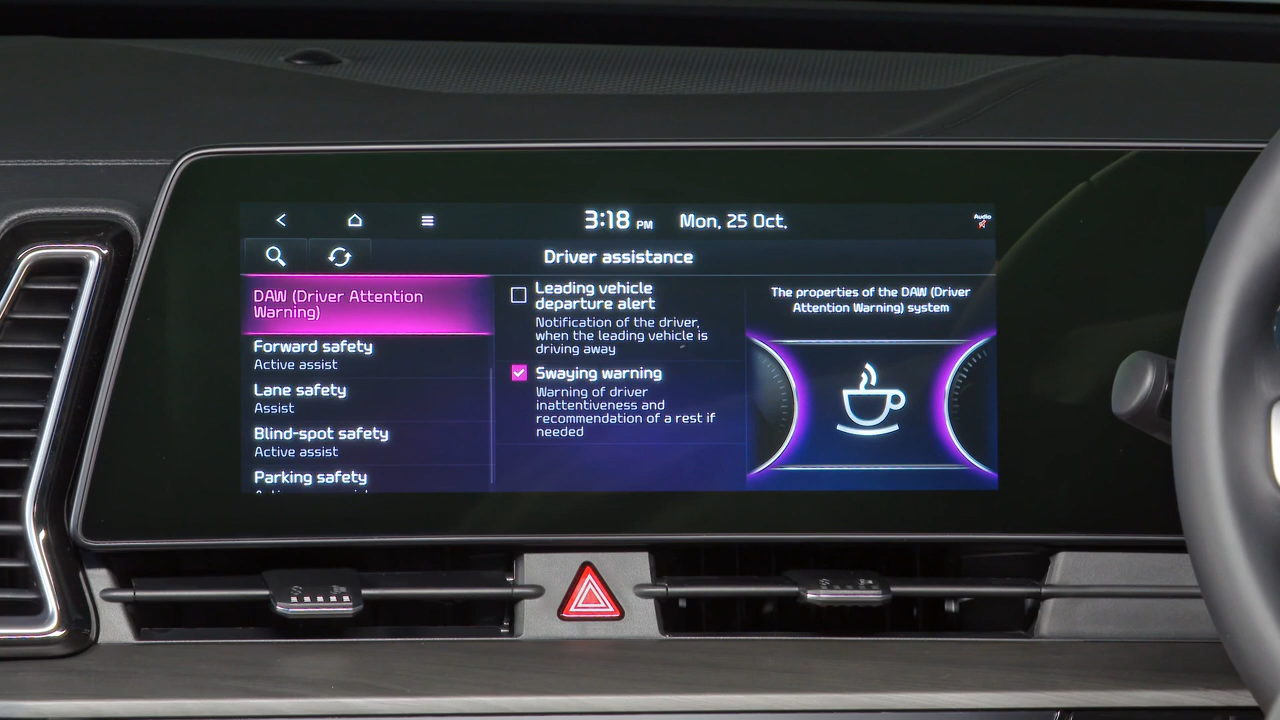 3:18 PM Mon, 25 Oct.
Audio
Driver assistance
DAW (Driver Attention
Warning)
Forward safety
Active assist
Lane safety
Assist
Blind-spot safety
Active assist
Parking safety
Leading vehicle
departure alert
Notification of the driver,
when the leading vehicle is
driving away
Swaying warning
Warning of driver
inattentiveness and
recommendation of a rest if
needed
The properties of the DAW (Driver
Attention Warning) system